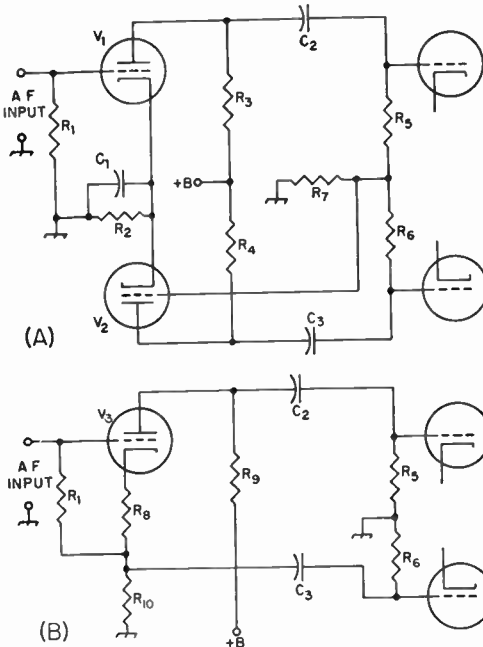 V1
C2
A F
INPUT
R1
R3
R5
C1
+B
R7
R2
R4
R6
V2
C3
(A)
V3
C2
A F
INPUT
R1
R8
R9
R5
R6
C3
R10
(B)
+B